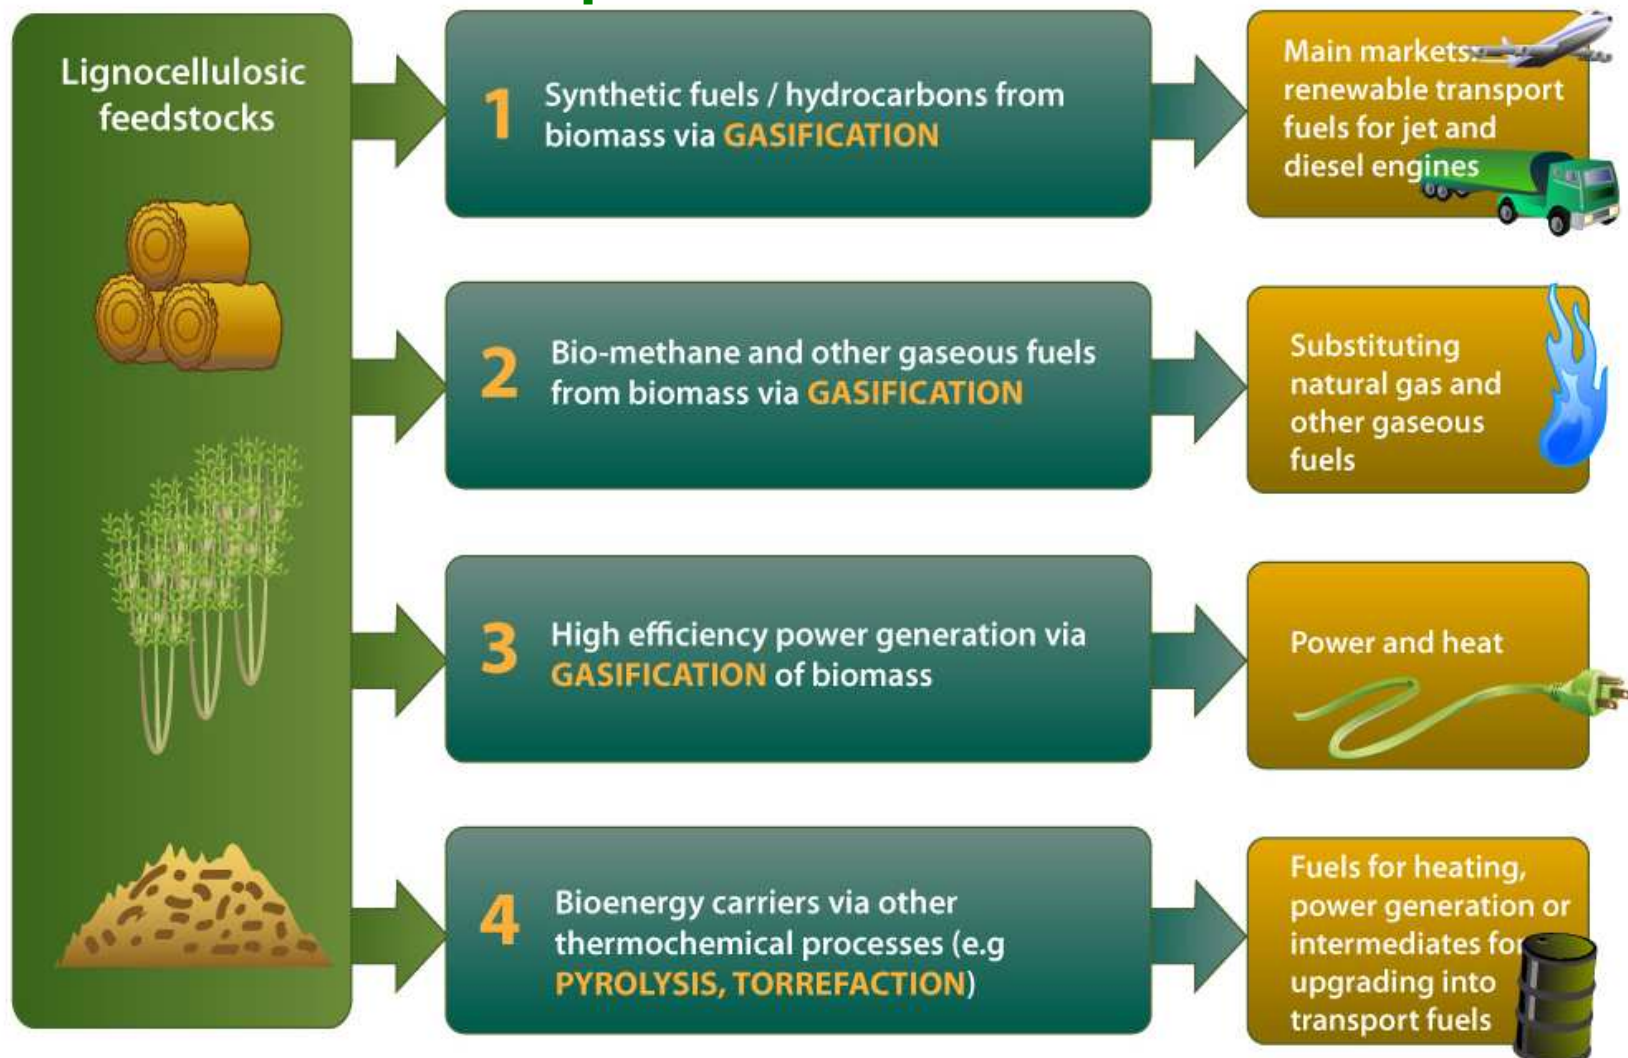 Lignocellulosic
feedstocks
1
Synthetic fuels / hydrocarbons from
biomass via GASIFICATION
Main markets:
renewable transport
fuels for jet and
diesel engines
2
Bio-methane and other gaseous fuels
from biomass via GASIFICATION
Substituting
natural gas and
other gaseous
fuels
3
High efficiency power generation via
GASIFICATION of biomass
Power and heat
4
Bioenergy carriers via other
thermochemical processes (e.g
PYROLYSIS, TORREFACTION)
Fuels for heating,
power generation or
intermediates for
upgrading into
transport fuels